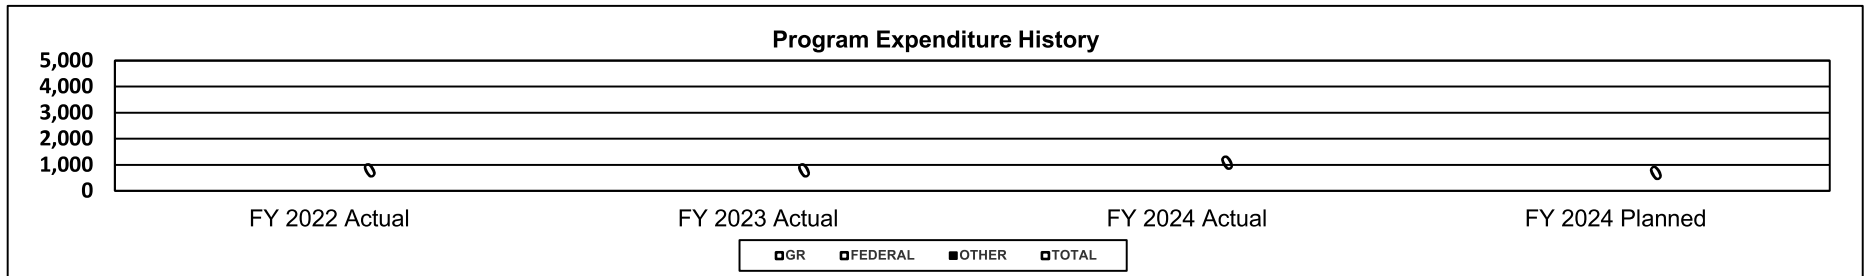 Program Expenditure History
5,000
4,000
3,000
2,000
1,000
0
0 0 0 0
FY 2022 Actual FY 2023 Actual FY 2024 Actual FY 2024 Planned
GR FEDERAL OTHER TOTAL